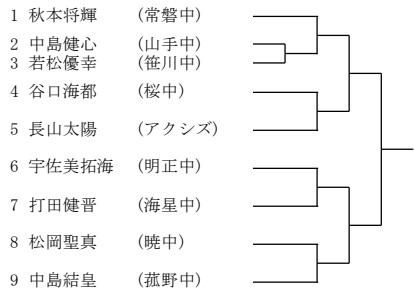 1 秋本将輝 (常磐中)
2 中島健心 (山手中)
3 若松優幸 (笹川中)
4 谷口海都 (桜中)
5 長山太陽 (アクシズ)
6 宇佐美拓海 (明正中)
7 打田健晋 (海星中)
8 松岡聖真 (暁中)
9 中島結皇 (菰野中)